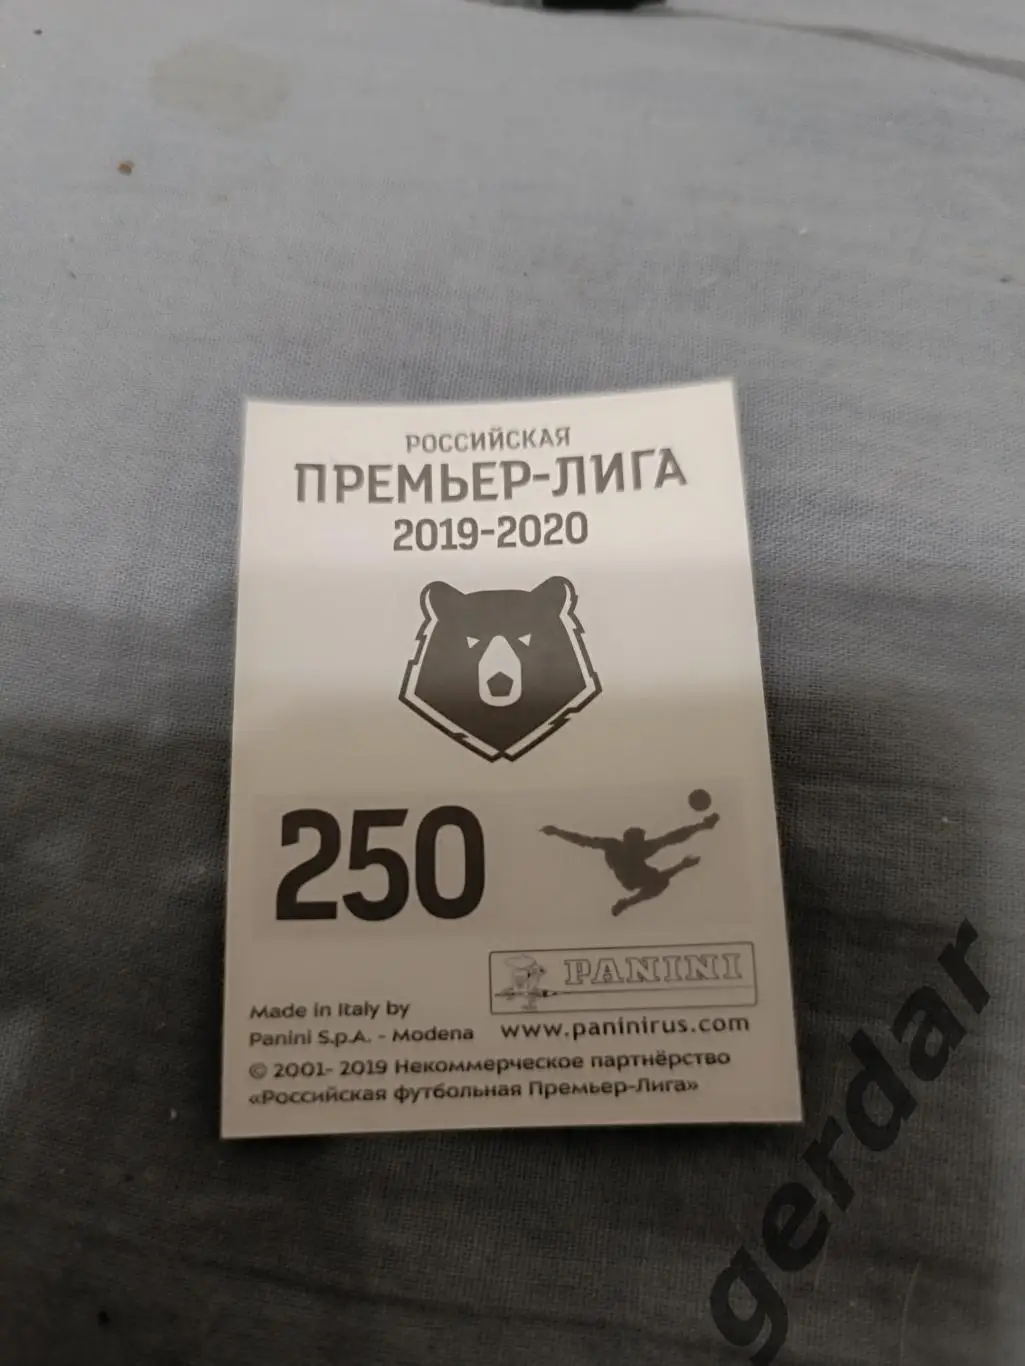 РОССИЙСКАЯ
ПРЕМЬЕР-ЛИГА
2019-2020
250
PANINI
Made in Italy by
Panini S.p.A. - Modena
www.paninirus.com
© 2001- 2019 Некоммерческое партнёрство
«Российская футбольная Премьер-Лига»
gerdar